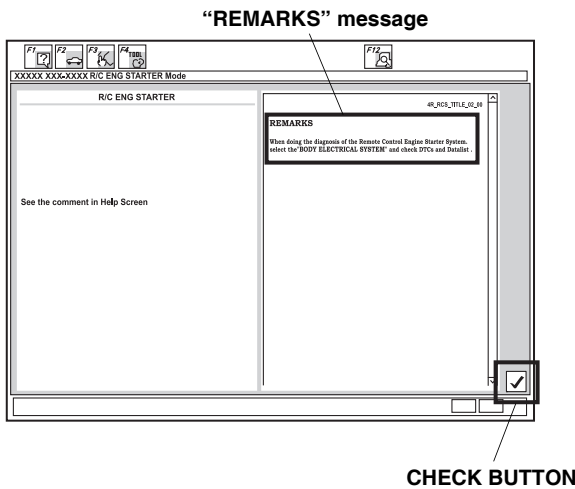 “REMARKS” message
F1 F2 F3 F4 TOOL F12
XXXXX XXX-XXXX R/C ENG STARTER Mode
R/C ENG STARTER
4R_RCS_TITLE_02_00
REMARKS
When doing the diagnosis of the Remote Control Engine Starter System.
select the"BODY ELECTRICAL SYSTEM" and check DTCs and Datalist .
See the comment in Help Screen
CHECK BUTTON